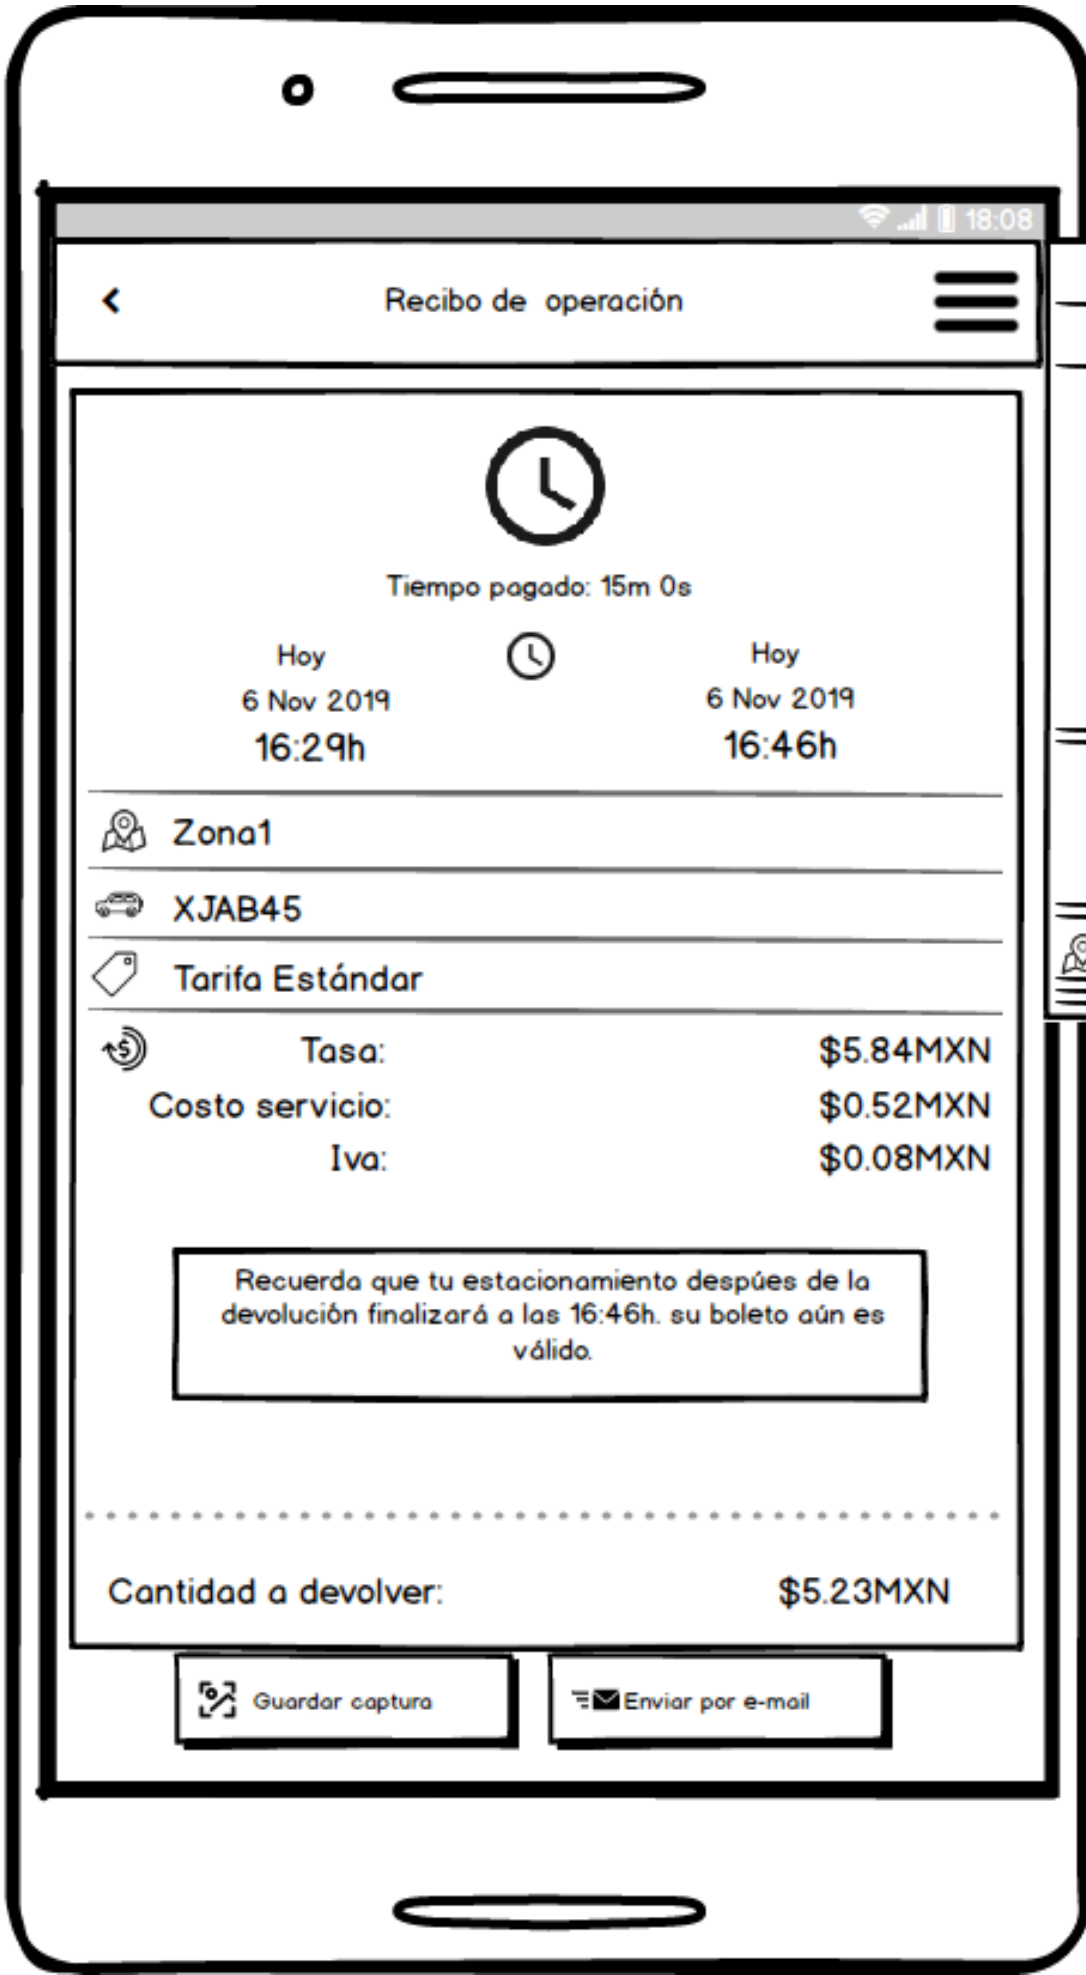 18:08
Recibo de operación
Tiempo pagado: 15m 0s
Hoy
Hoy
6 Nov 2019
6 Nov 2019
16:29h
16:46h
Zona1
XJAB45
Tarifa Estándar
Tasa: $5.84MXN
Costo servicio: $0.52MXN
Iva: $0.08MXN
Recuerda que tu estacionamiento despúes de la
devolución finalizará a las 16:46h. su boleto aún es
válido.
Cantidad a devolver: $5.23MXN
Guardar captura
Enviar por e-mail